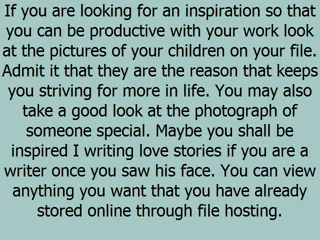 If you are looking for an inspiration so that
you can be productive with your work look
at the pictures of your children on your file.
Admit it that they are the reason that keeps
you striving for more in life. You may also
take a good look at the photograph of
someone special. Maybe you shall be
inspired I writing love stories if you are a
writer once you saw his face. You can view
anything you want that you have already
stored online through file hosting.